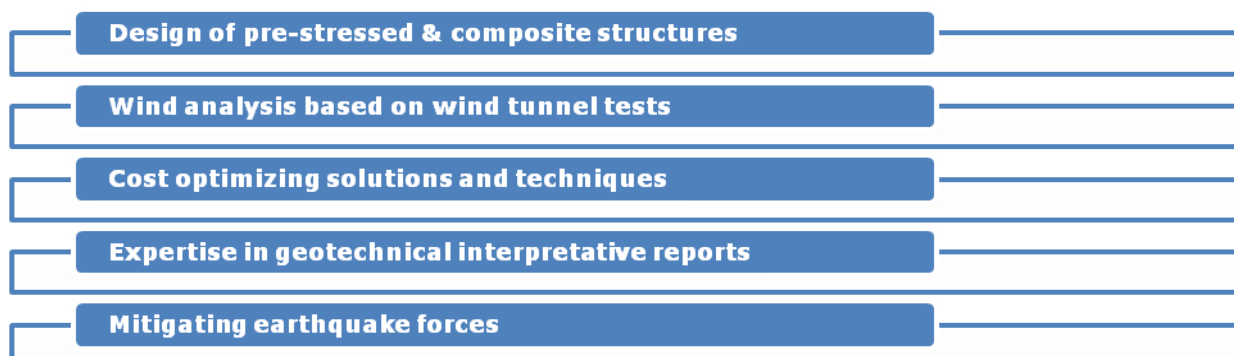 Design of pre-stressed & composite structures
Wind analysis based on wind tunnel tests
Cost optimizing solutions and techniques
Expertise in geotechnical interpretative reports
Mitigating earthquake forces